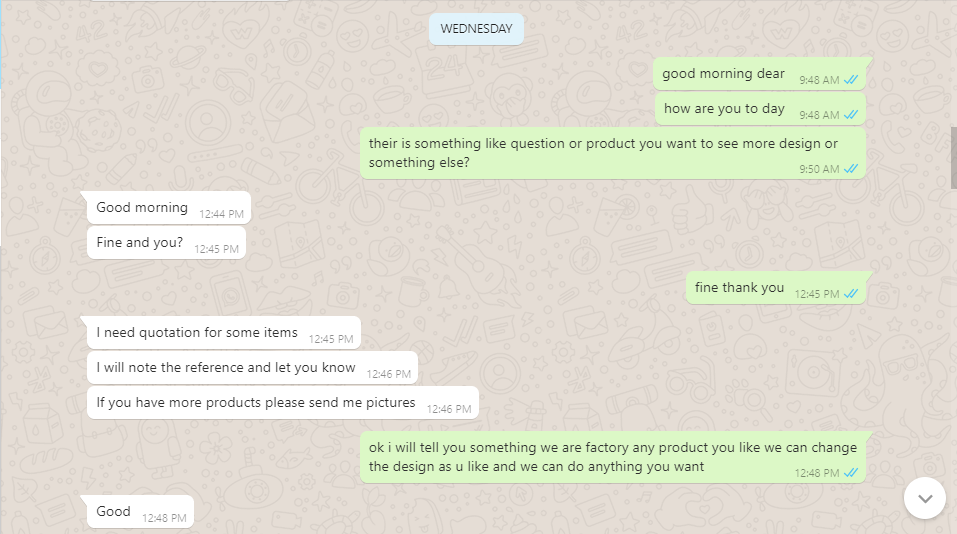 WEDNESDAY
good morning dear 9:48 AM
how are you to day 9:48 AM
their is something like question or product you want to see more design or
something else? 9:50 AM
Good morning 12:44 PM
Fine and you? 12:45 PM
fine thank you 12:45 PM
I need quotation for some items 12:45 PM
I will note the reference and let you know 12:46 PM
If you have more products please send me pictures 12:46 PM
ok i will tell you something we are factory any product you like we can change
the design as u like and we can do anything you want 12:48 PM
Good 12:48 PM